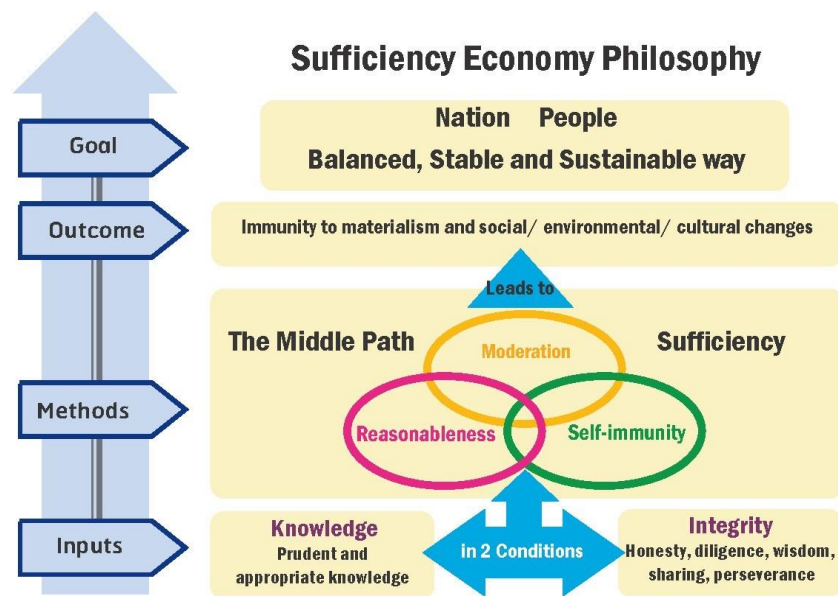 Sufficiency Economy Philosophy
Goal
Nation People
Balanced, Stable and Sustainable way
Outcome
Immunity to materialism and social/ environmental/ cultural changes
Leads to
The Middle Path
Sufficiency
Moderation
Methods
Reasonableness
Self-immunity
Inputs
Knowledge
Prudent and
appropriate knowledge
in 2 Conditions
Integrity
Honesty, diligence, wisdom,
sharing, perseverance